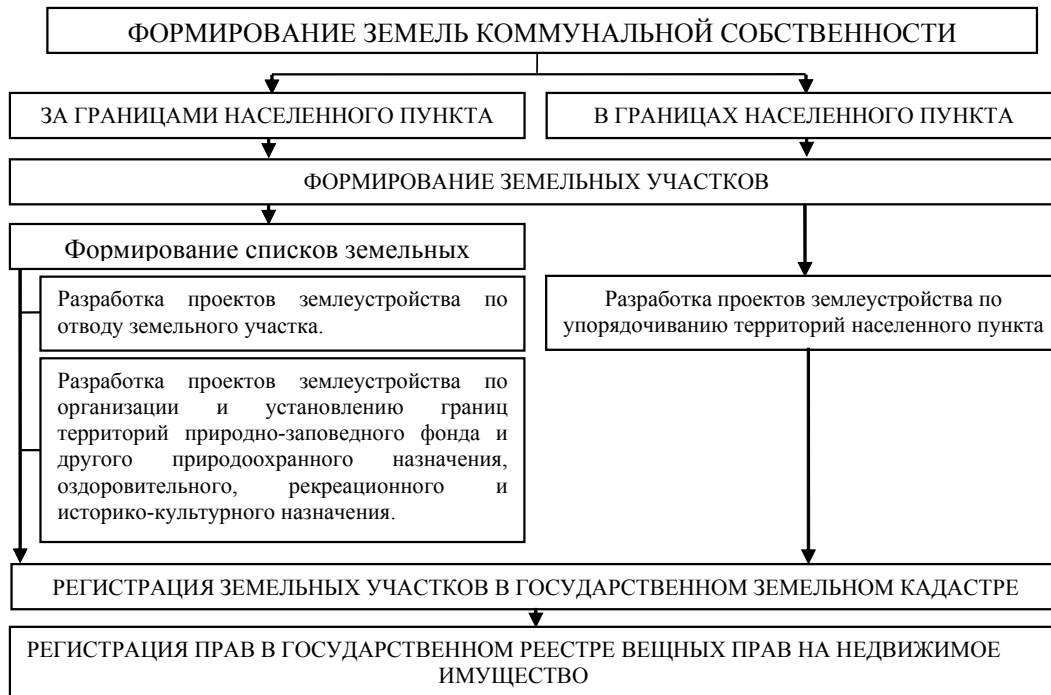 ФОРМИРОВАНИЕ ЗЕМЕЛЬ КОММУНАЛЬНОЙ СОБСТВЕННОСТИ
ЗА ГРАНИЦАМИ НАСЕЛЕННОГО ПУНКТА
В ГРАНИЦАХ НАСЕЛЕННОГО ПУНКТА
ФОРМИРОВАНИЕ ЗЕМЕЛЬНЫХ УЧАСТКОВ
Формирование списков земельных
Разработка проектов землеустройства по
отводу земельного участка.
Разработка проектов землеустройства по
организации и установлению границ
территорий природно-заповедного фонда и
другого природоохранного назначения,
оздоровительного, рекреационного и
историко-культурного назначения.
Разработка проектов землеустройства по
упорядочиванию территорий населенного пункта
РЕГИСТРАЦИЯ ЗЕМЕЛЬНЫХ УЧАСТКОВ В ГОСУДАРСТВЕННОМ ЗЕМЕЛЬНОМ КАДАСТРЕ
РЕГИСТРАЦИЯ ПРАВ В ГОСУДАРСТВЕННОМ РЕЕСТРЕ ВЕЩНЫХ ПРАВ НА НЕДВИЖИМОЕ
ИМУЩЕСТВО